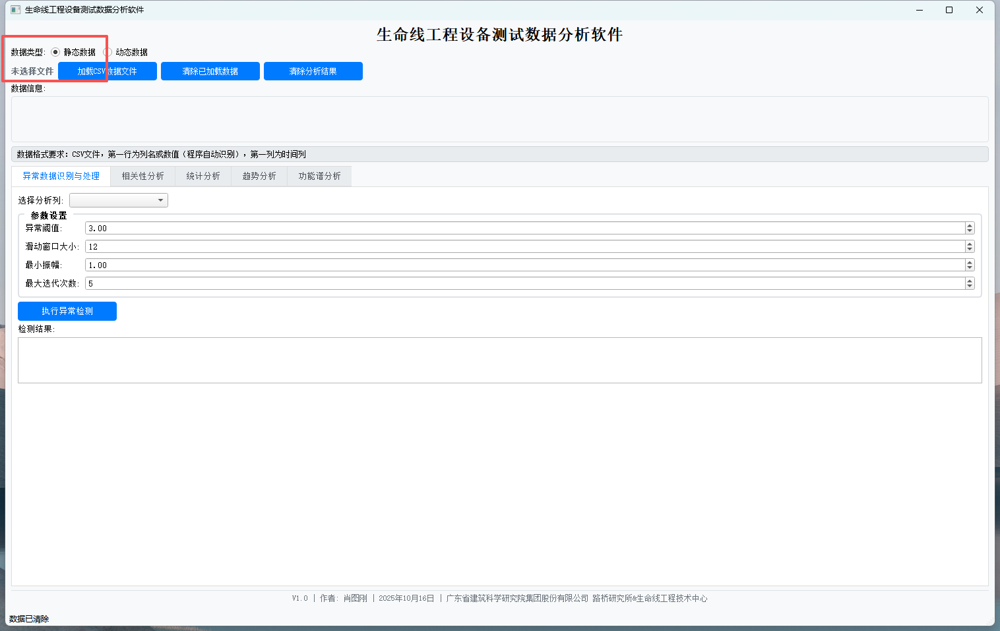 生命线工程设备测试数据分析软件
生命线工程设备测试数据分析软件
数据类型: 静态数据 动态数据
未选择文件 加载CSV数据文件 清除已加载数据 清除分析结果
数据信息:
数据格式要求: CSV文件, 第一行为列名或数值 (程序自动识别) , 第一列为时间列
异常数据识别与处理 相关性分析 统计分析 趋势分析 功能谱分析
选择分析列:
参数设置
异常阈值: 3.00
滑动窗口大小: 12
最小振幅: 1.00
最大迭代次数: 5
执行异常检测
检测结果:
V1.0 | 作者: 肖图刚 | 2025年10月16日 | 广东省建筑科学研究院集团股份有限公司 路桥研究所@生命线工程技术中心
数据已清除